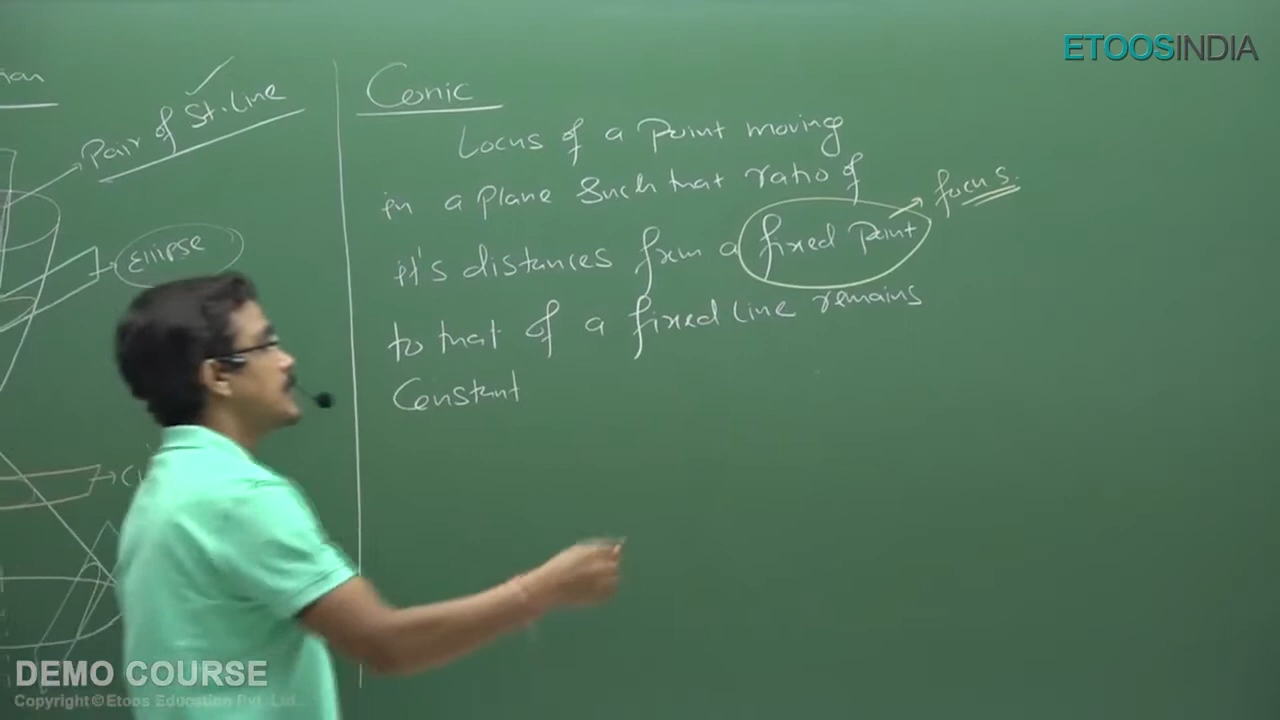 Pair of St. Line
Ellipse
Conic
Locus of a Point moving
in a plane such that ratio of
it's distances from a fixed Point
focus.
to that of a fixed line remains
Constant
ETOOSINDIA
DEMO COURSE
Copyright © Etoos Education Pvt. Ltd.